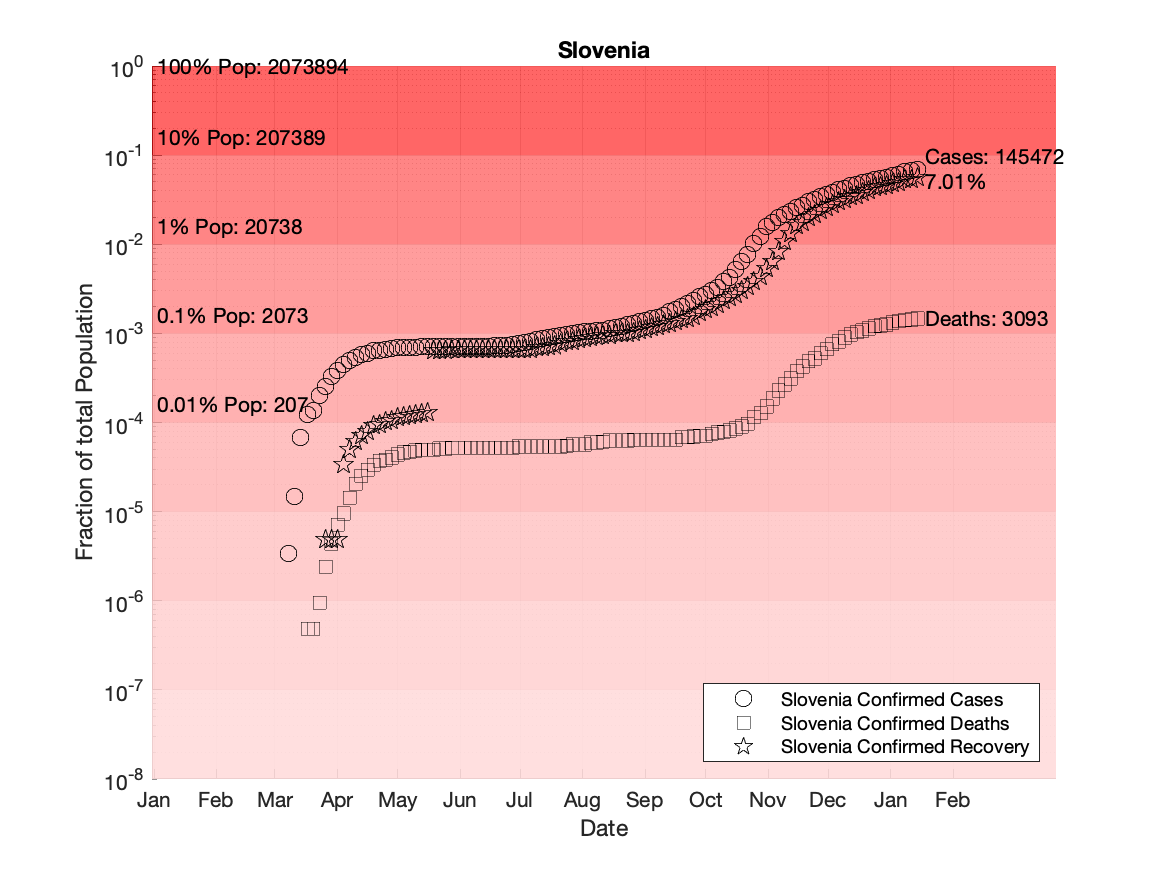 Slovenia
10^0
10^-1
10^-2
10^-3
10^-4
10^-5
10^-6
10^-7
10^-8
Fraction of total Population
100% Pop: 2073894
10% Pop: 207389
1% Pop: 20738
0.1% Pop: 2073
0.01% Pop: 207
Cases: 145472
7.01%
Deaths: 3093
Slovenia Confirmed Cases
Slovenia Confirmed Deaths
Slovenia Confirmed Recovery
Jan Feb Mar Apr May Jun Jul Aug Sep Oct Nov Dec Jan Feb
Date